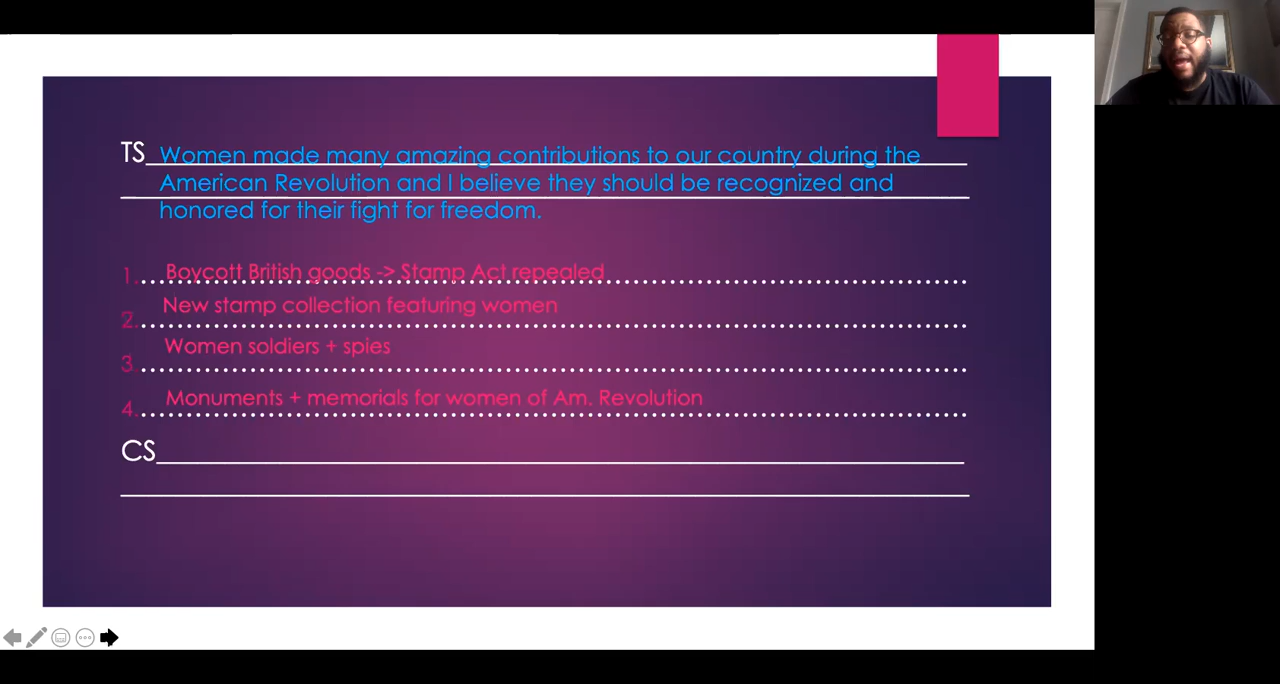 TS Women made many amazing contributions to our country during the
American Revolution and I believe they should be recognized and
honored for their fight for freedom.
1. Boycott British goods -> Stamp Act repealed
2. New stamp collection featuring women
3. Women soldiers + spies
4. Monuments + memorials for women of Am. Revolution
CS